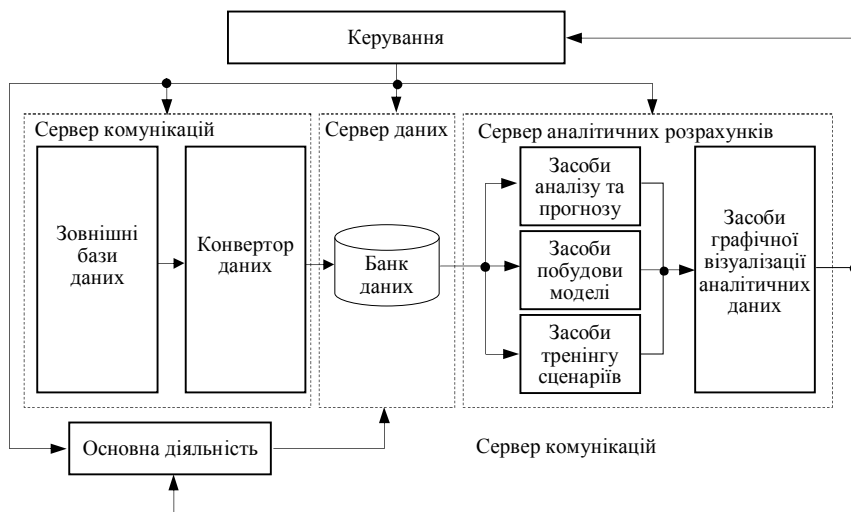 Керування
Сервер комунікацій
Зовнішні
бази
даних
Конвертор
даних
Сервер даних
Банк
даних
Сервер аналітичних розрахунків
Засоби
аналізу та
прогнозу
Засоби
побудови
моделі
Засоби
тренінгу
сценаріїв
Засоби
графічної
візуалізації
аналітичних
даних
Основна діяльність
Сервер комунікацій